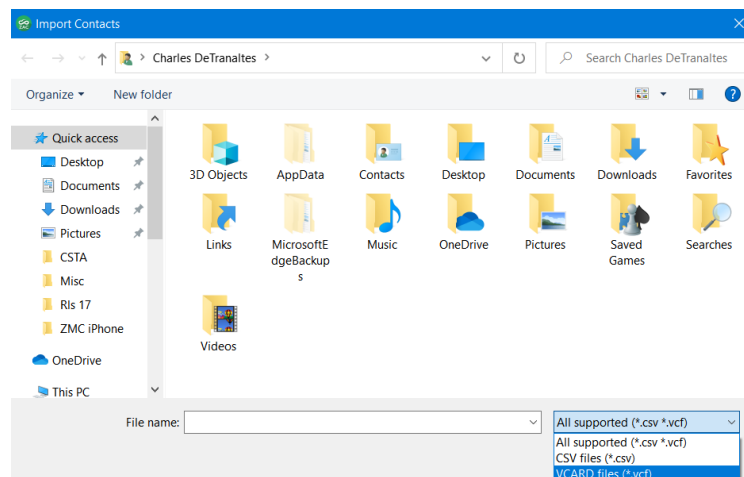 Import Contacts
Charles DeTranaltes
Search Charles DeTranaltes
Organize
New folder
Quick access
Desktop
Documents
Downloads
Pictures
CSTA
Misc
RIs 17
ZMC iPhone
OneDrive
This PC
3D Objects
AppData
Contacts
Desktop
Documents
Downloads
Favorites
Links
MicrosoftE
dgeBackup
s
Music
OneDrive
Pictures
Saved
Games
Searches
Videos
File name:
All supported (*.csv *.vcf)
All supported (*.csv *.vcf)
CSV files (*.csv)
VCARD files (*.vcf)